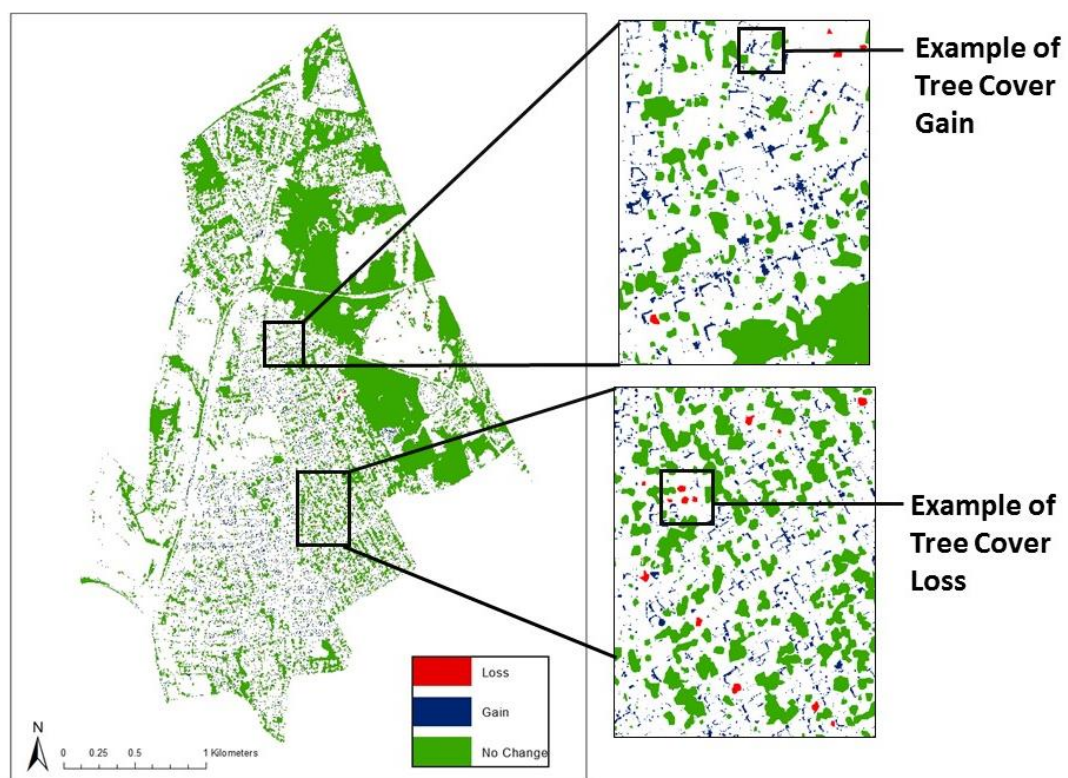 Example of
Tree Cover
Gain
Example of
Tree Cover
Loss
Loss
Gain
No Change
N
0 0.25 0.5 1 Kilometers